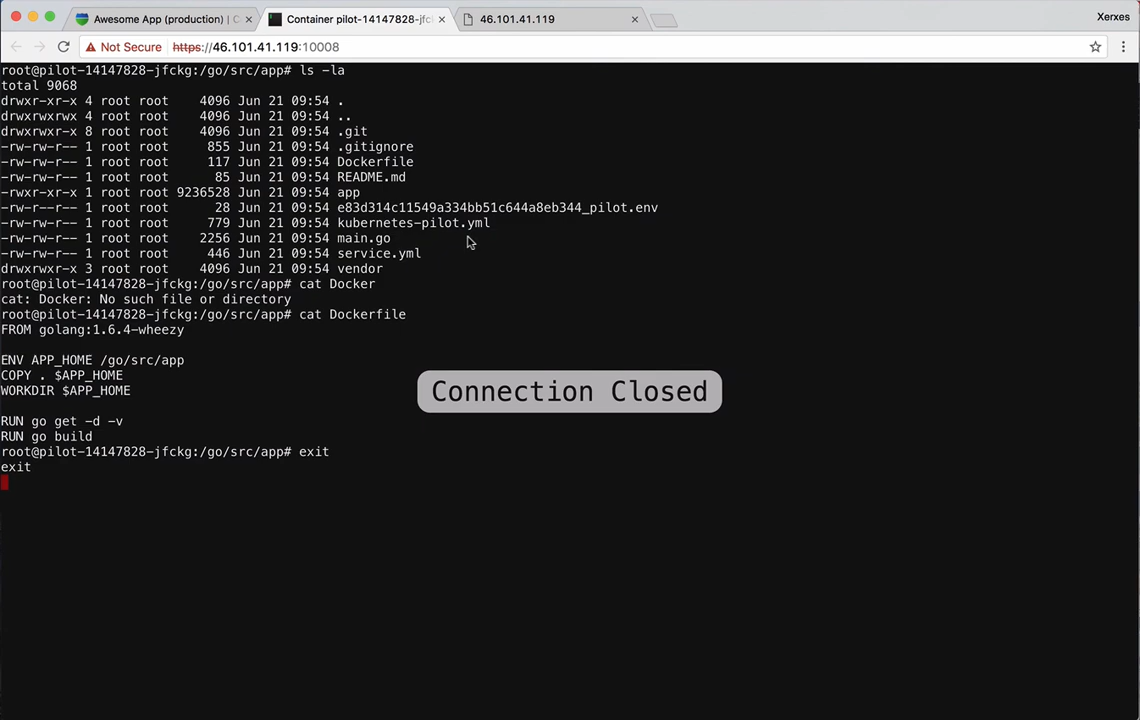 Awesome App (production) | C
Container pilot-14147828-jfc
46.101.41.119
Xerxes
Not Secure https://46.101.41.119:10008
root@pilot-14147828-jfckg:/go/src/app# ls -la
total 9068
drwxr-xr-x 4 root root    4096 Jun 21 09:54 .
drwxrwxrwx 4 root root    4096 Jun 21 09:54 ..
drwxrwxr-x 8 root root    4096 Jun 21 09:54 .git
-rw-rw-r-- 1 root root     855 Jun 21 09:54 .gitignore
-rw-rw-r-- 1 root root     117 Jun 21 09:54 Dockerfile
-rw-rw-r-- 1 root root      85 Jun 21 09:54 README.md
-rwxr-xr-x 1 root root 9236528 Jun 21 09:54 app
-rw-r--r-- 1 root root      28 Jun 21 09:54 e83d314c11549a334bb51c644a8eb344_pilot.env
-rw-rw-r-- 1 root root     779 Jun 21 09:54 kubernetes-pilot.yml
-rw-rw-r-- 1 root root    2256 Jun 21 09:54 main.go
-rw-rw-r-- 1 root root     446 Jun 21 09:54 service.yml
drwxrwxr-x 3 root root    4096 Jun 21 09:54 vendor
root@pilot-14147828-jfckg:/go/src/app# cat Docker
cat: Docker: No such file or directory
root@pilot-14147828-jfckg:/go/src/app# cat Dockerfile
FROM golang:1.6.4-wheezy
ENV APP_HOME /go/src/app
COPY . $APP_HOME
WORKDIR $APP_HOME
Connection Closed
RUN go get -d -v
RUN go build
root@pilot-14147828-jfckg:/go/src/app# exit
exit